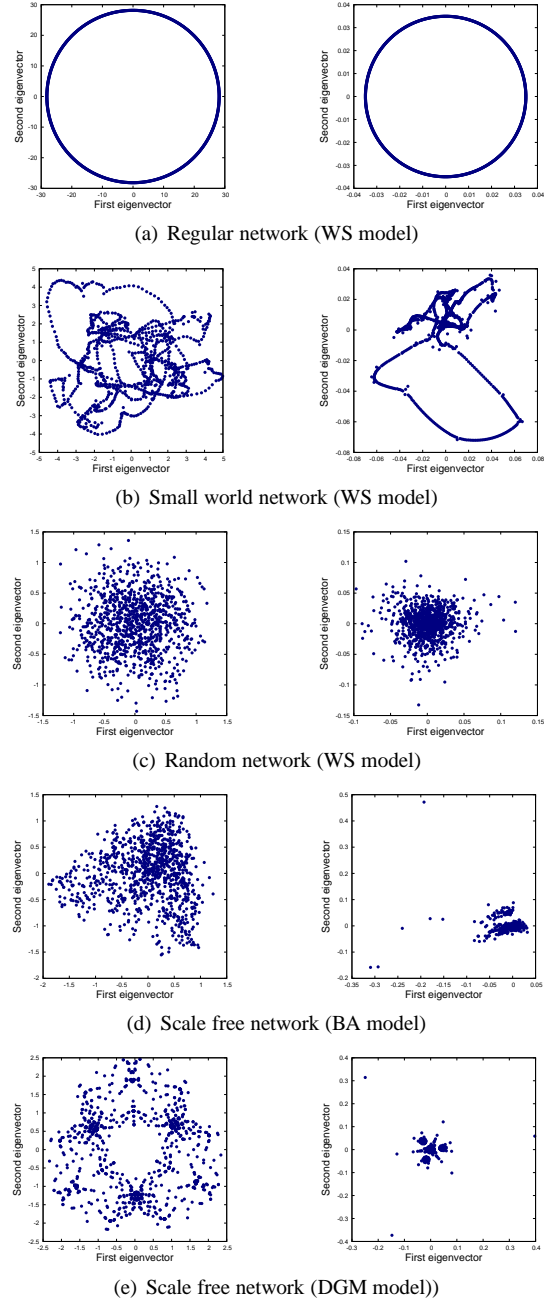 30
20
10
0
-10
-20
-30
-30 -20 -10 0 10 20 30
Second eigenvector
First eigenvector
0.04
0.03
0.02
0.01
0
-0.01
-0.02
-0.03
-0.04
-0.04 -0.03 -0.02 -0.01 0 0.01 0.02 0.03 0.04
Second eigenvector
First eigenvector
(a) Regular network (WS model)
5
4
3
2
1
0
-1
-2
-3
-4
-5
-5 -4 -3 -2 -1 0 1 2 3 4 5
Second eigenvector
First eigenvector
0.04
0.02
0
-0.02
-0.04
-0.06
-0.08
-0.08 -0.06 -0.04 -0.02 0 0.02 0.04 0.06 0.08
Second eigenvector
First eigenvector
(b) Small world network (WS model)
1.5
1
0.5
0
-0.5
-1
-1.5
-1.5 -1 -0.5 0 0.5 1 1.5
Second eigenvector
First eigenvector
0.15
0.1
0.05
0
-0.05
-0.1
-0.15
-0.1 -0.05 0 0.05 0.1 0.15
Second eigenvector
First eigenvector
(c) Random network (WS model)
1.5
1
0.5
0
-0.5
-1
-1.5
-2
-2 -1.5 -1 -0.5 0 0.5 1 1.5
Second eigenvector
First eigenvector
0.5
0.4
0.3
0.2
0.1
0
-0.1
-0.2
-0.35 -0.3 -0.25 -0.2 -0.15 -0.1 -0.05 0 0.05
Second eigenvector
First eigenvector
(d) Scale free network (BA model)
2.5
2
1.5
1
0.5
0
-0.5
-1
-1.5
-2
-2.5
-2.5 -2 -1.5 -1 -0.5 0 0.5 1 1.5 2 2.5
Second eigenvector
First eigenvector
0.4
0.3
0.2
0.1
0
-0.1
-0.2
-0.3
-0.4
-0.3 -0.2 -0.1 0 0.1 0.2 0.3 0.4
Second eigenvector
First eigenvector
(e) Scale free network (DGM model))